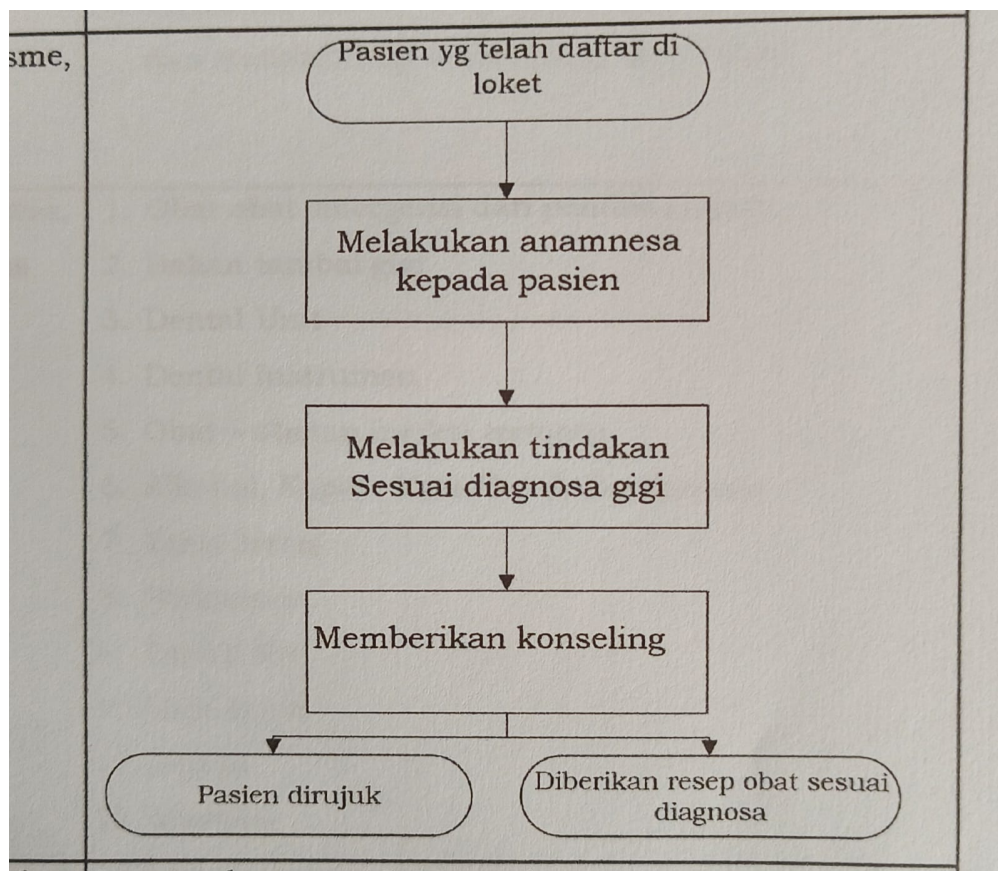 sme,
Pasien yg telah daftar di
loket
Melakukan anamnesa
kepada pasien
Melakukan tindakan
Sesuai diagnosa gigi
Memberikan konseling
Pasien dirujuk
Diberikan resep obat sesuai
diagnosa